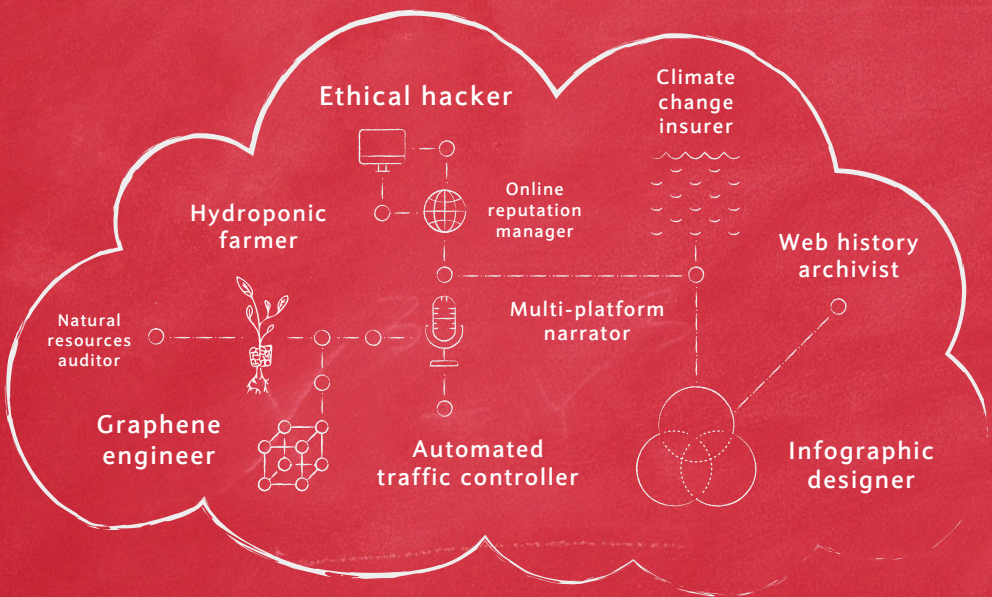 Ethical hacker
Climate
change
insurer
Online
reputation
manager
Hydroponic
farmer
Web history
archivist
Multi-platform
narrator
Natural
resources
auditor
Graphene
engineer
Automated
traffic controller
Infographic
designer